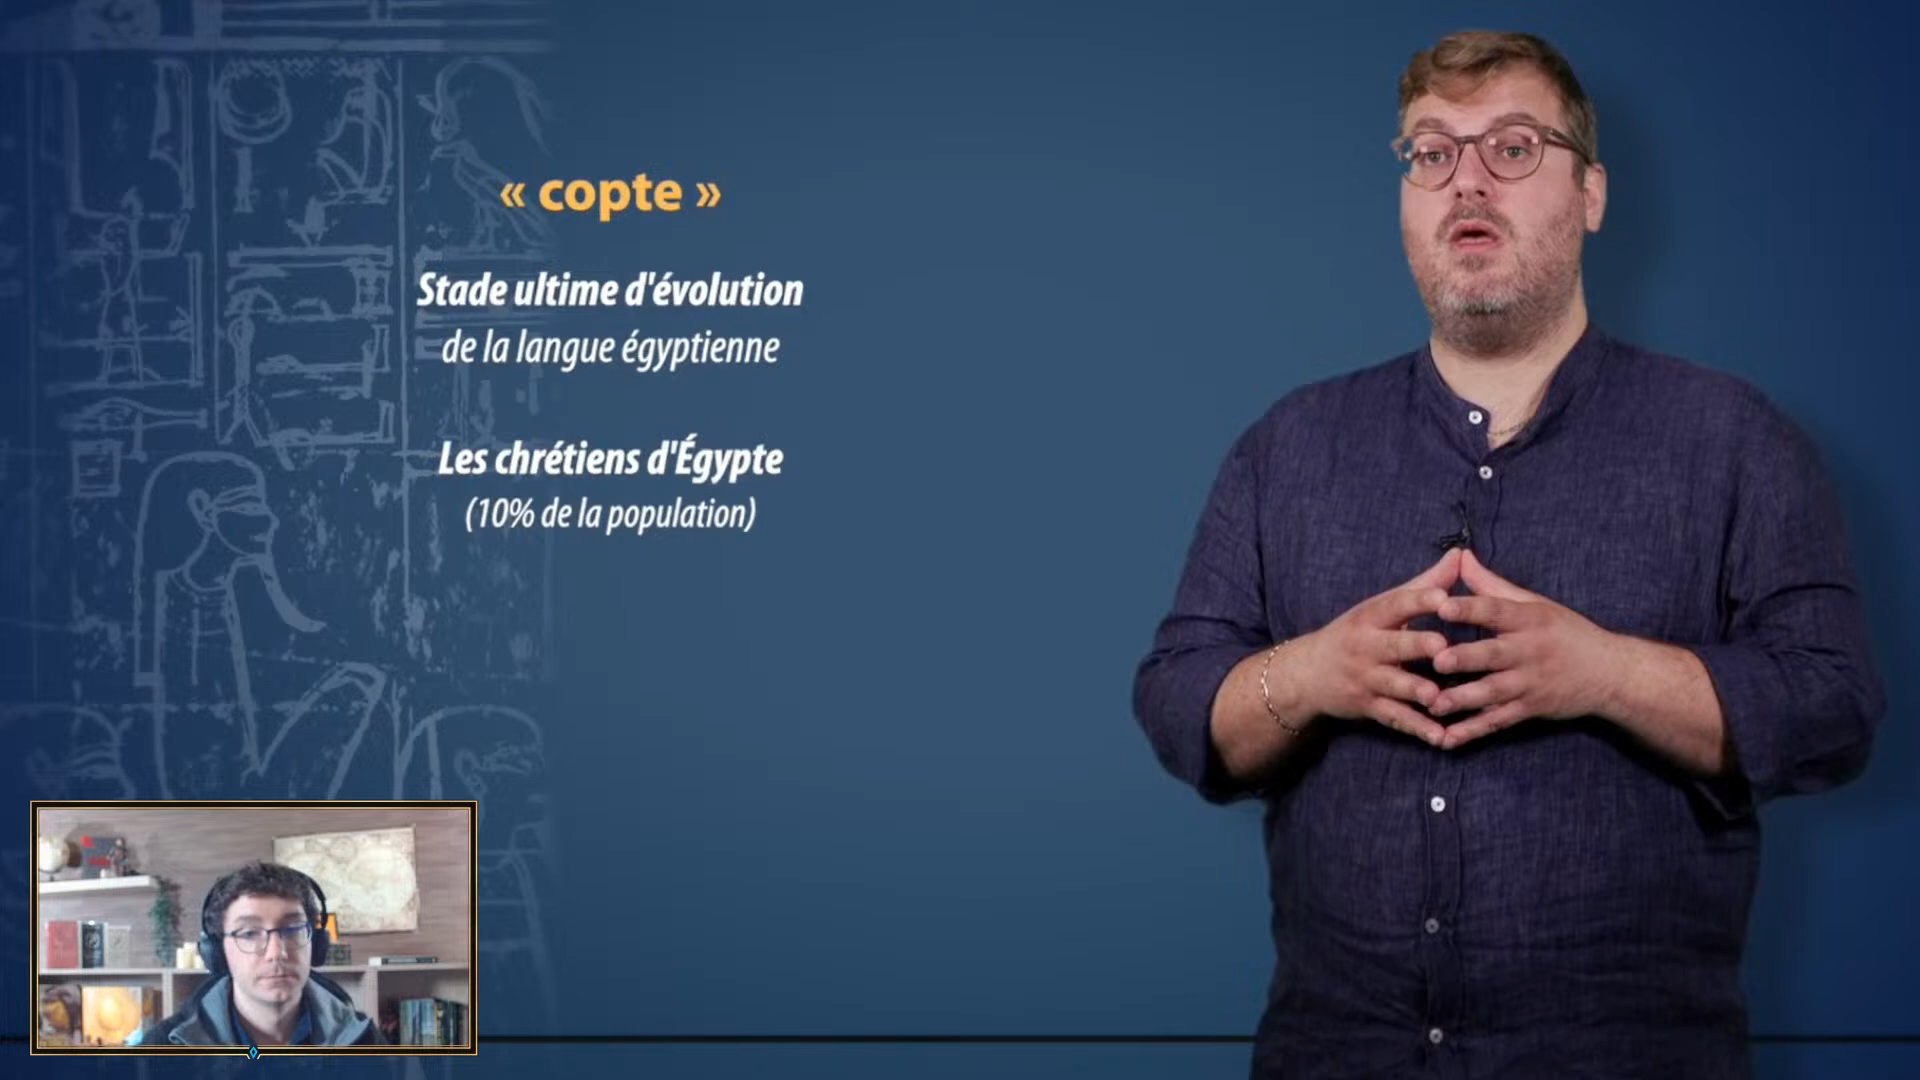 « copte »
Stade ultime d'évolution
de la langue égyptienne
Les chrétiens d'Égypte
(10% de la population)